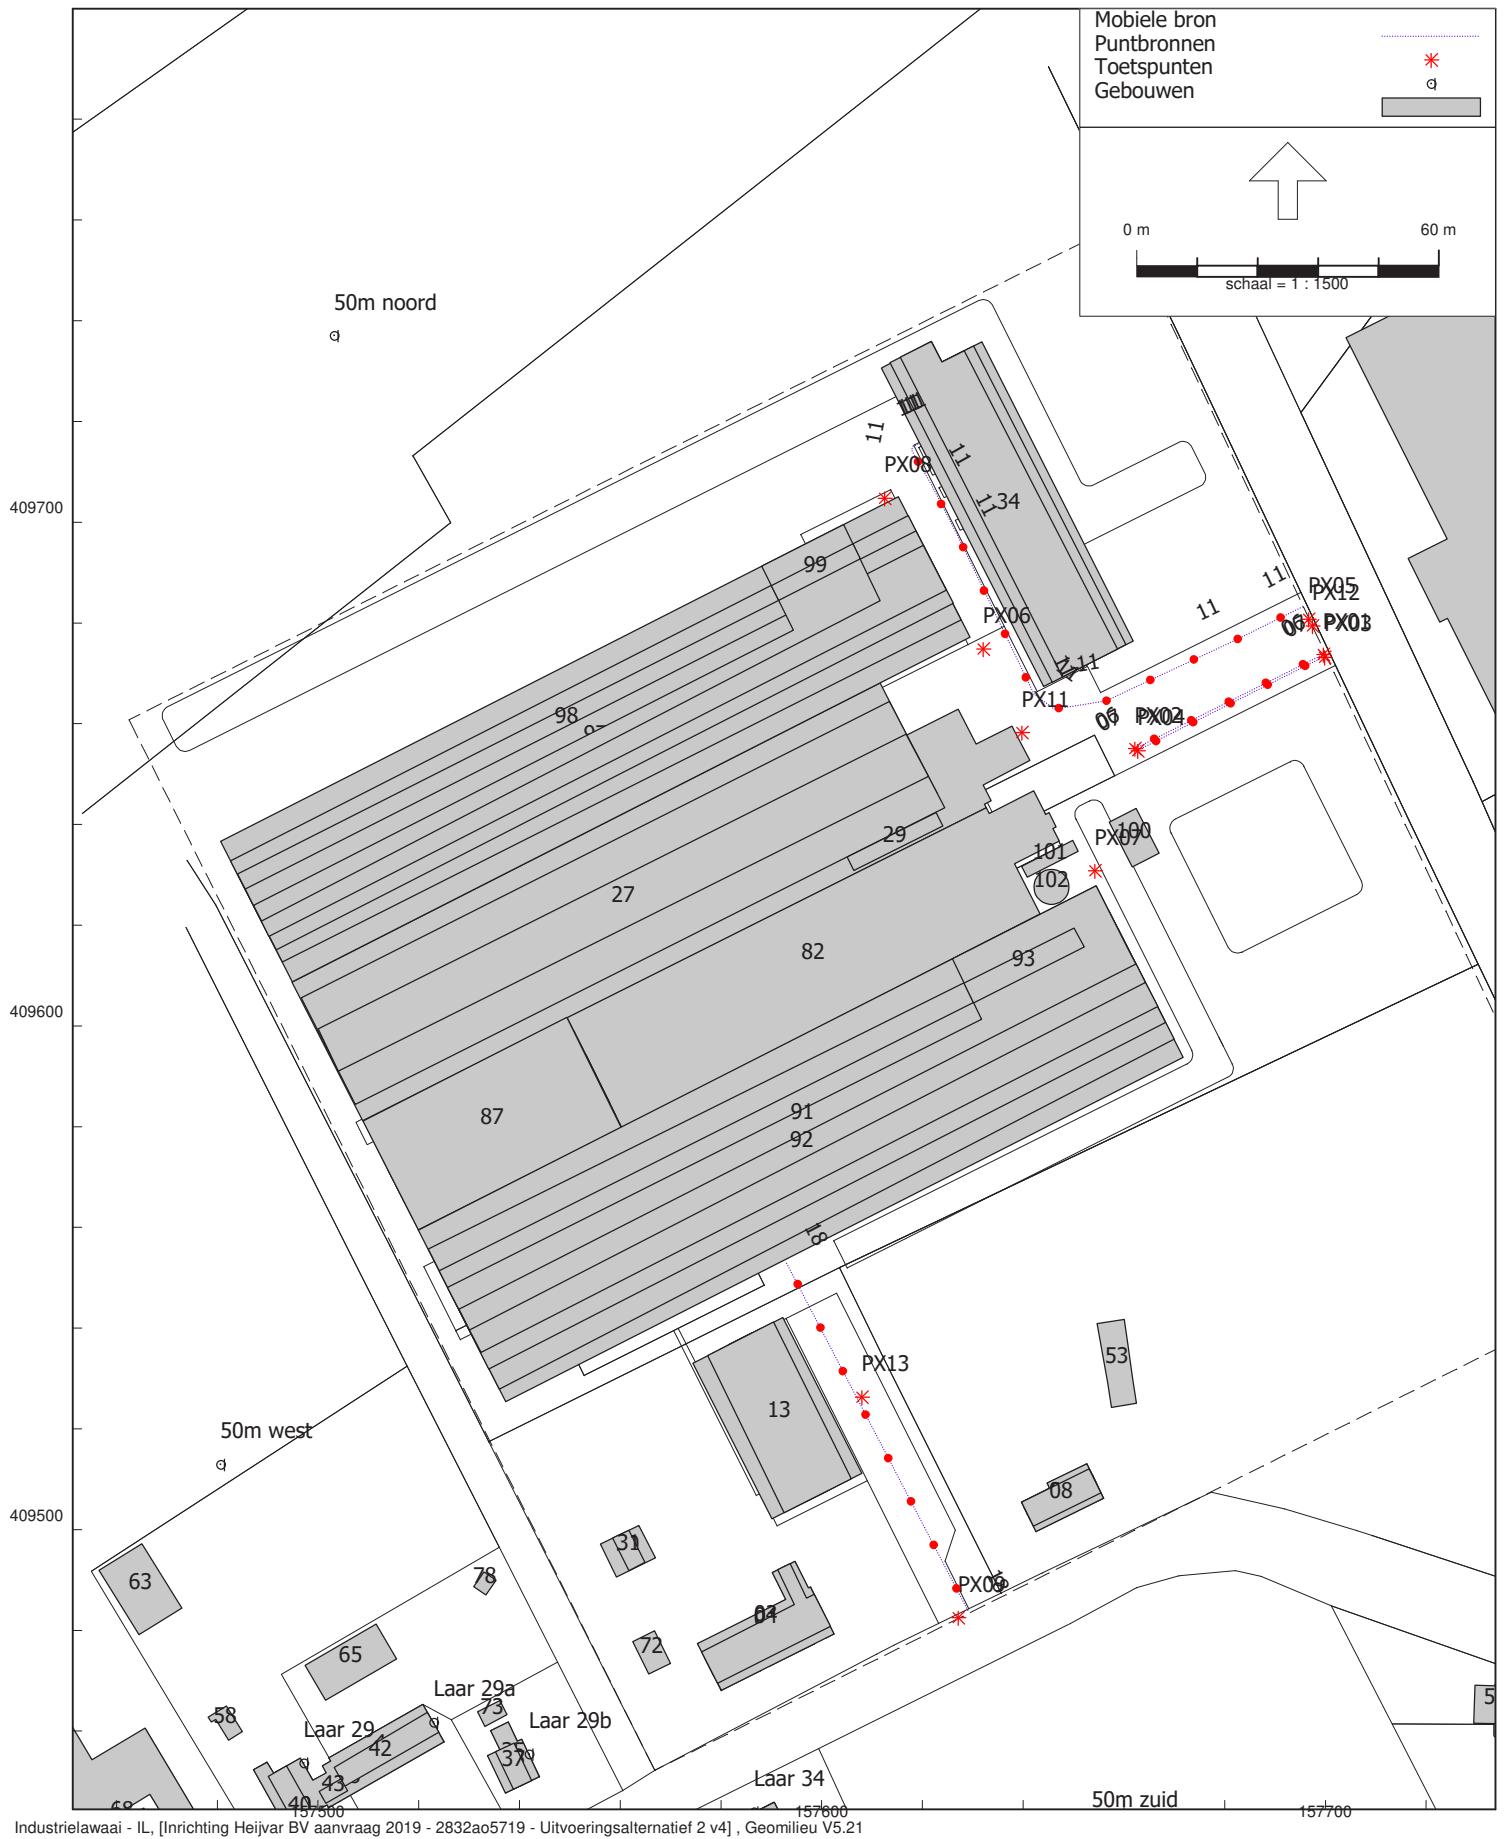 Mobiele bron
Puntbronnen
Toetspunten
Gebouwen
0 m
60 m
schaal = 1 : 1500
50m noord
11
11
PX08
11
34
409700
99
11
11
PX05
PX12
PX06
PX03
11
PX11
98
PX04
29
100
PX07
101
102
27
82
93
409600
87
91
92
18
PX13
53
13
50m west
08
409500
31
63
78
PX09
04
72
65
Laar 29a
73
58
Laar 29
Laar 29b
42
37
43
Laar 34
40
50m zuid
157500
157600
157700
Industrielawaai - IL, [Inrichting Heijvar BV aanvraag 2019 - 2832ao5719 - Uitvoeringsalternatief 2 v4] , Geomilieu V5.21